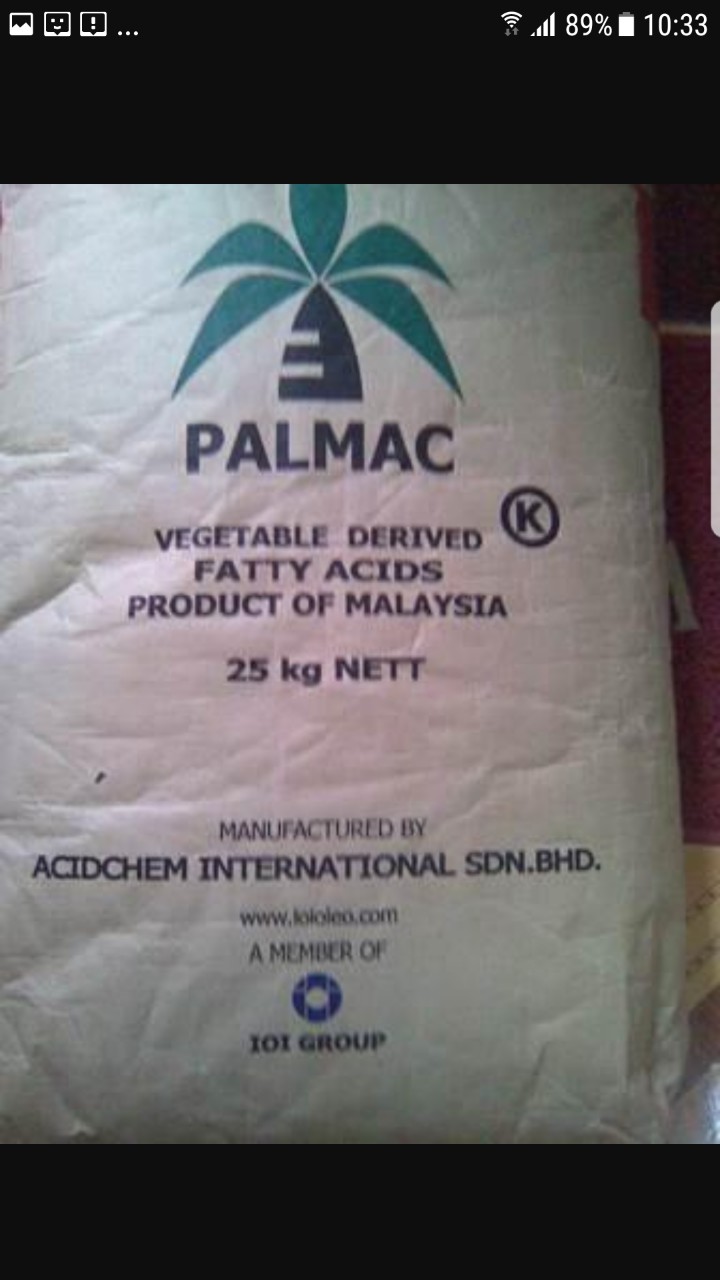 ... 89% 10:33
PALMAC
K
VEGETABLE DERIVED
FATTY ACIDS
PRODUCT OF MALAYSIA
25 kg NETT
MANUFACTURED BY
ACIDCHEM INTERNATIONAL SDN.BHD.
www.ioioleo.com
A MEMBER OF
IOI GROUP